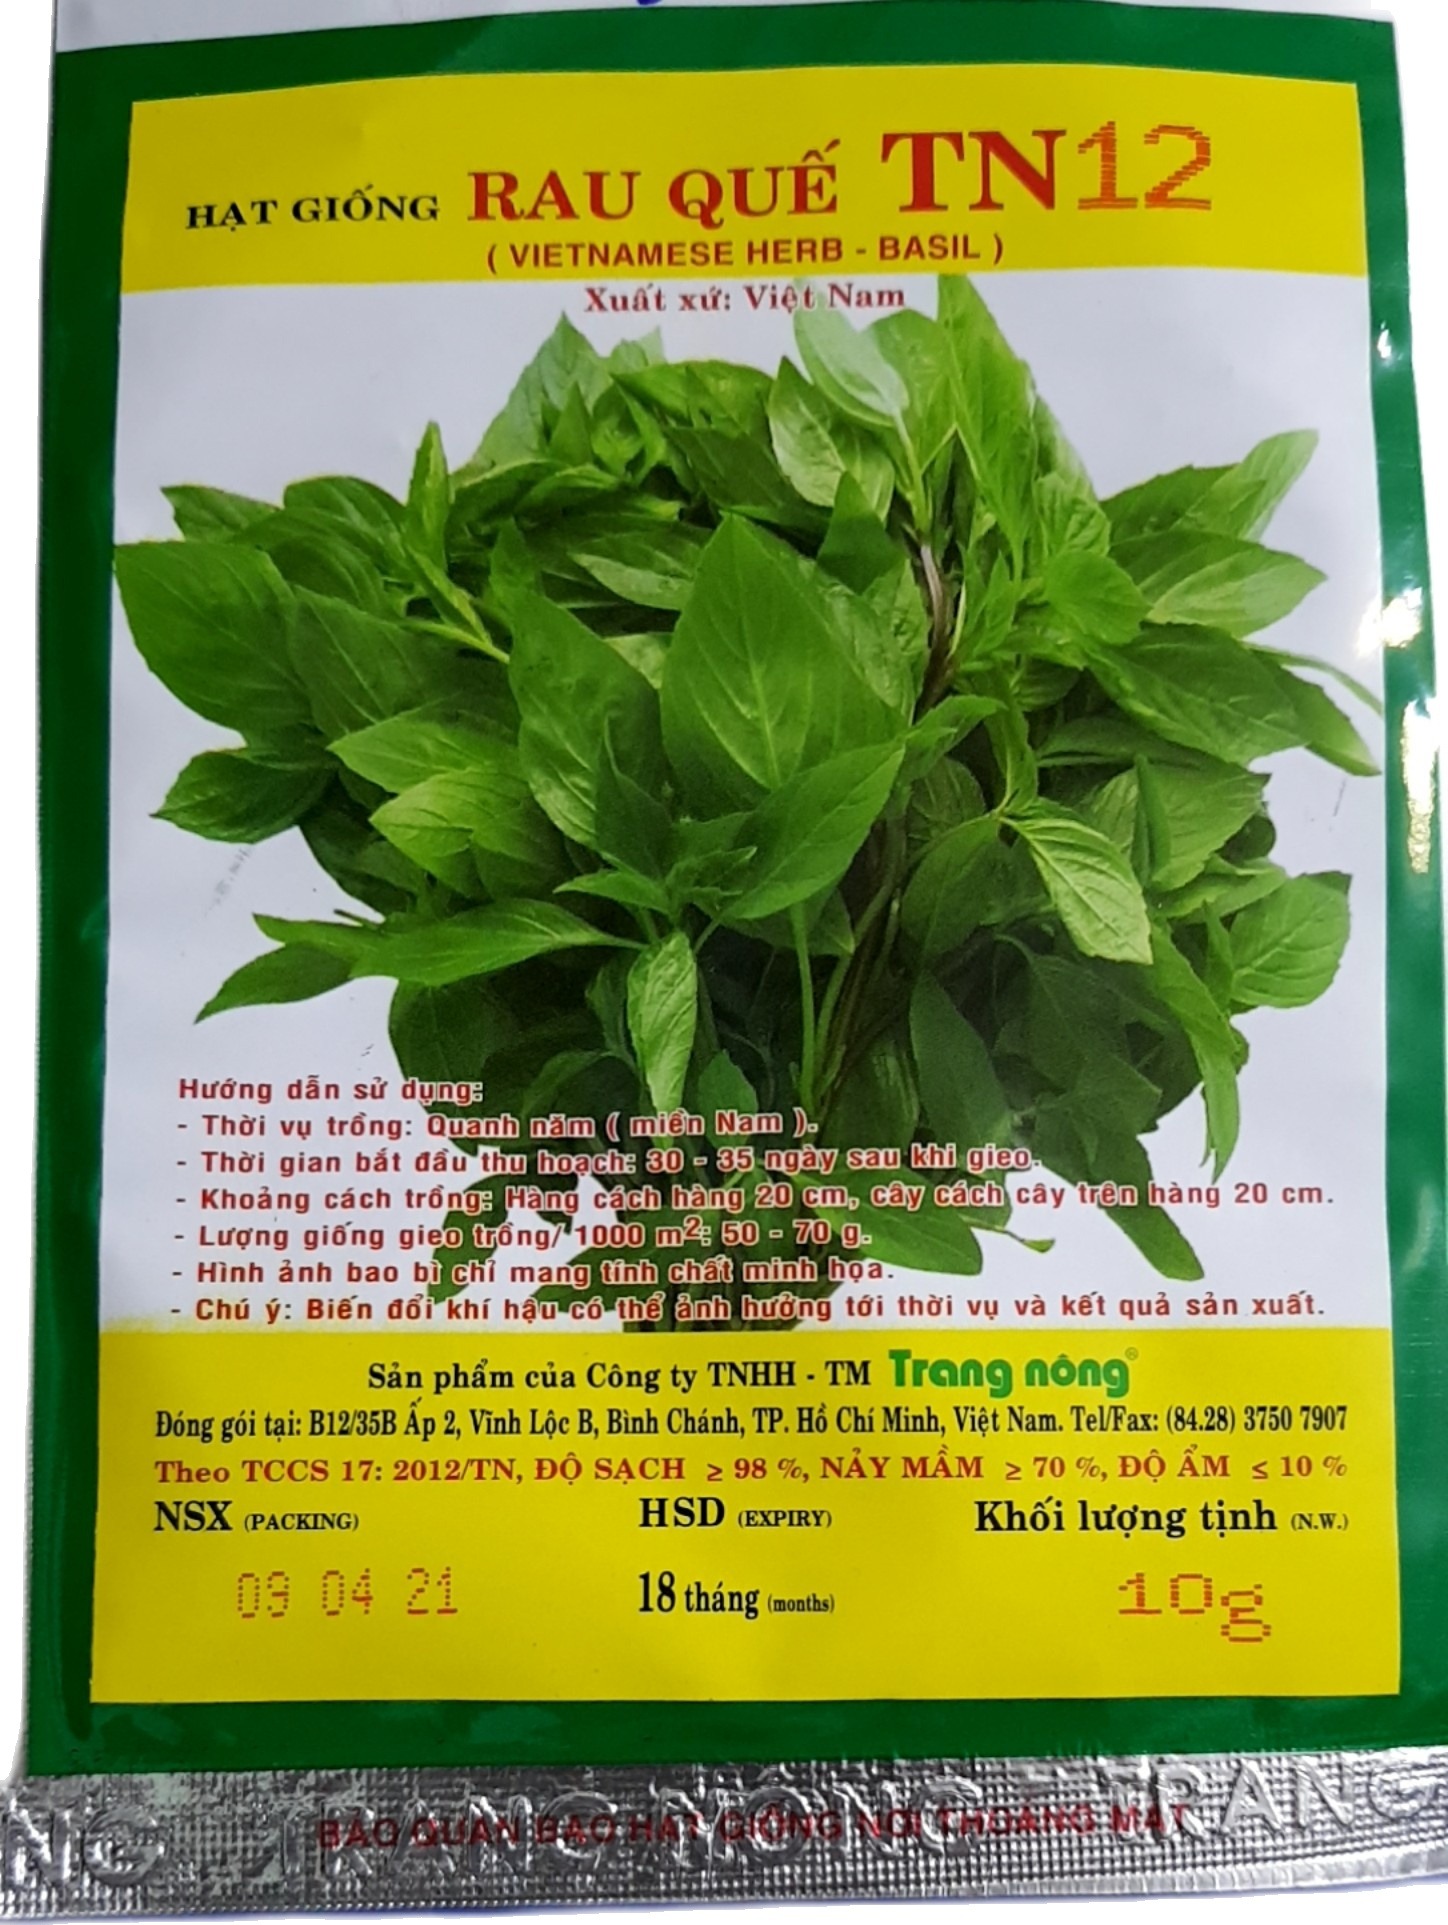 HẠT GIỐNG RAU QUẾ TN12
( VIETNAMESE HERB - BASIL )
Xuất xứ: Việt Nam
Hướng dẫn sử dụng:
- Thời vụ trồng: Quanh năm ( miền Nam ).
- Thời gian bắt đầu thu hoạch: 30 - 35 ngày sau khi gieo.
- Khoảng cách trồng: Hàng cách hàng 20 cm, cây cách cây trên hàng 20 cm.
- Lượng giống gieo trồng/ 1000 m²: 50 - 70 g.
- Hình ảnh bao bì chỉ mang tính chất minh họa.
- Chú ý: Biến đổi khí hậu có thể ảnh hưởng tới thời vụ và kết quả sản xuất.
Sản phẩm của Công ty TNHH - TM Trang nông®
Đóng gói tại: B12/35B Ấp 2, Vĩnh Lộc B, Bình Chánh, TP. Hồ Chí Minh, Việt Nam. Tel/Fax: (84.28) 3750 7907
Theo TCCS 17: 2012/TN, ĐỘ SẠCH ≥ 98 %, NẢY MẦM ≥ 70 %, ĐỘ ẨM ≤ 10 %
NSX (PACKING) HSD (EXPIRY) Khối lượng tịnh (N.W.)
09 04 21 18 tháng (months) 10g
BẢO QUẢN BAO HẠT GIỐNG NƠI THOÁNG MÁT
NG TRANG NÔNG TRANG